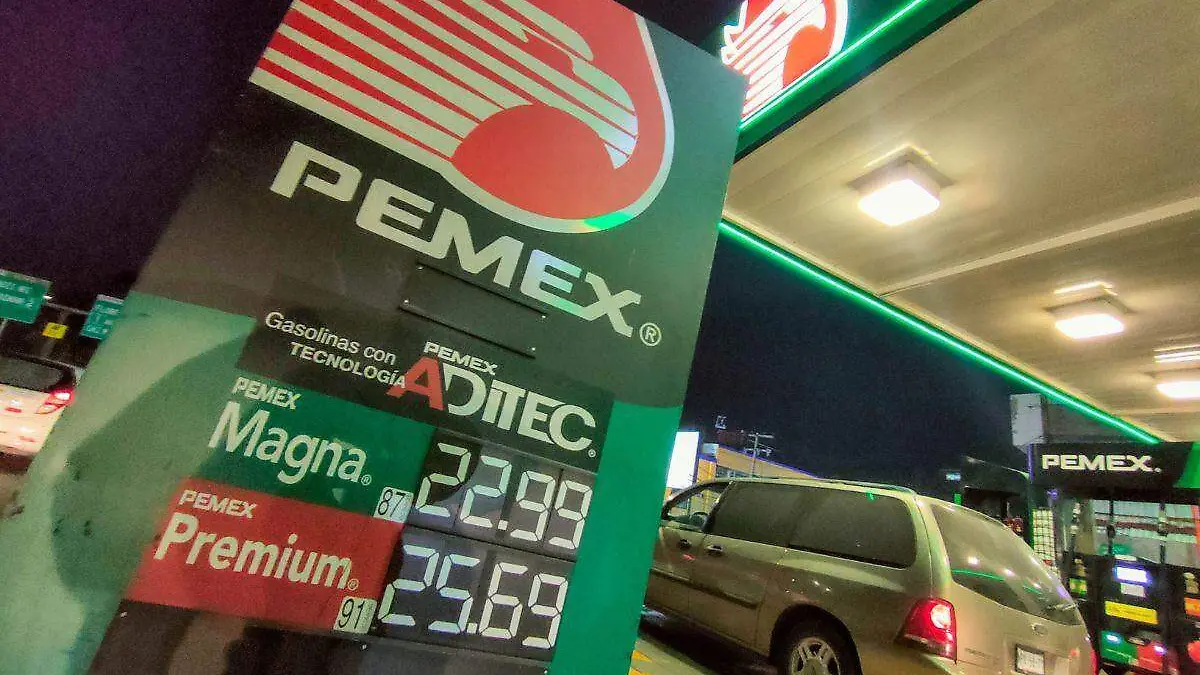 PEMEX®
Gasolinas con
TECNOLOGÍA
PEMEX
ADITEC®
PEMEX
Magna®
87
22.99
PEMEX
Premium®
91
25.69
PEMEX®